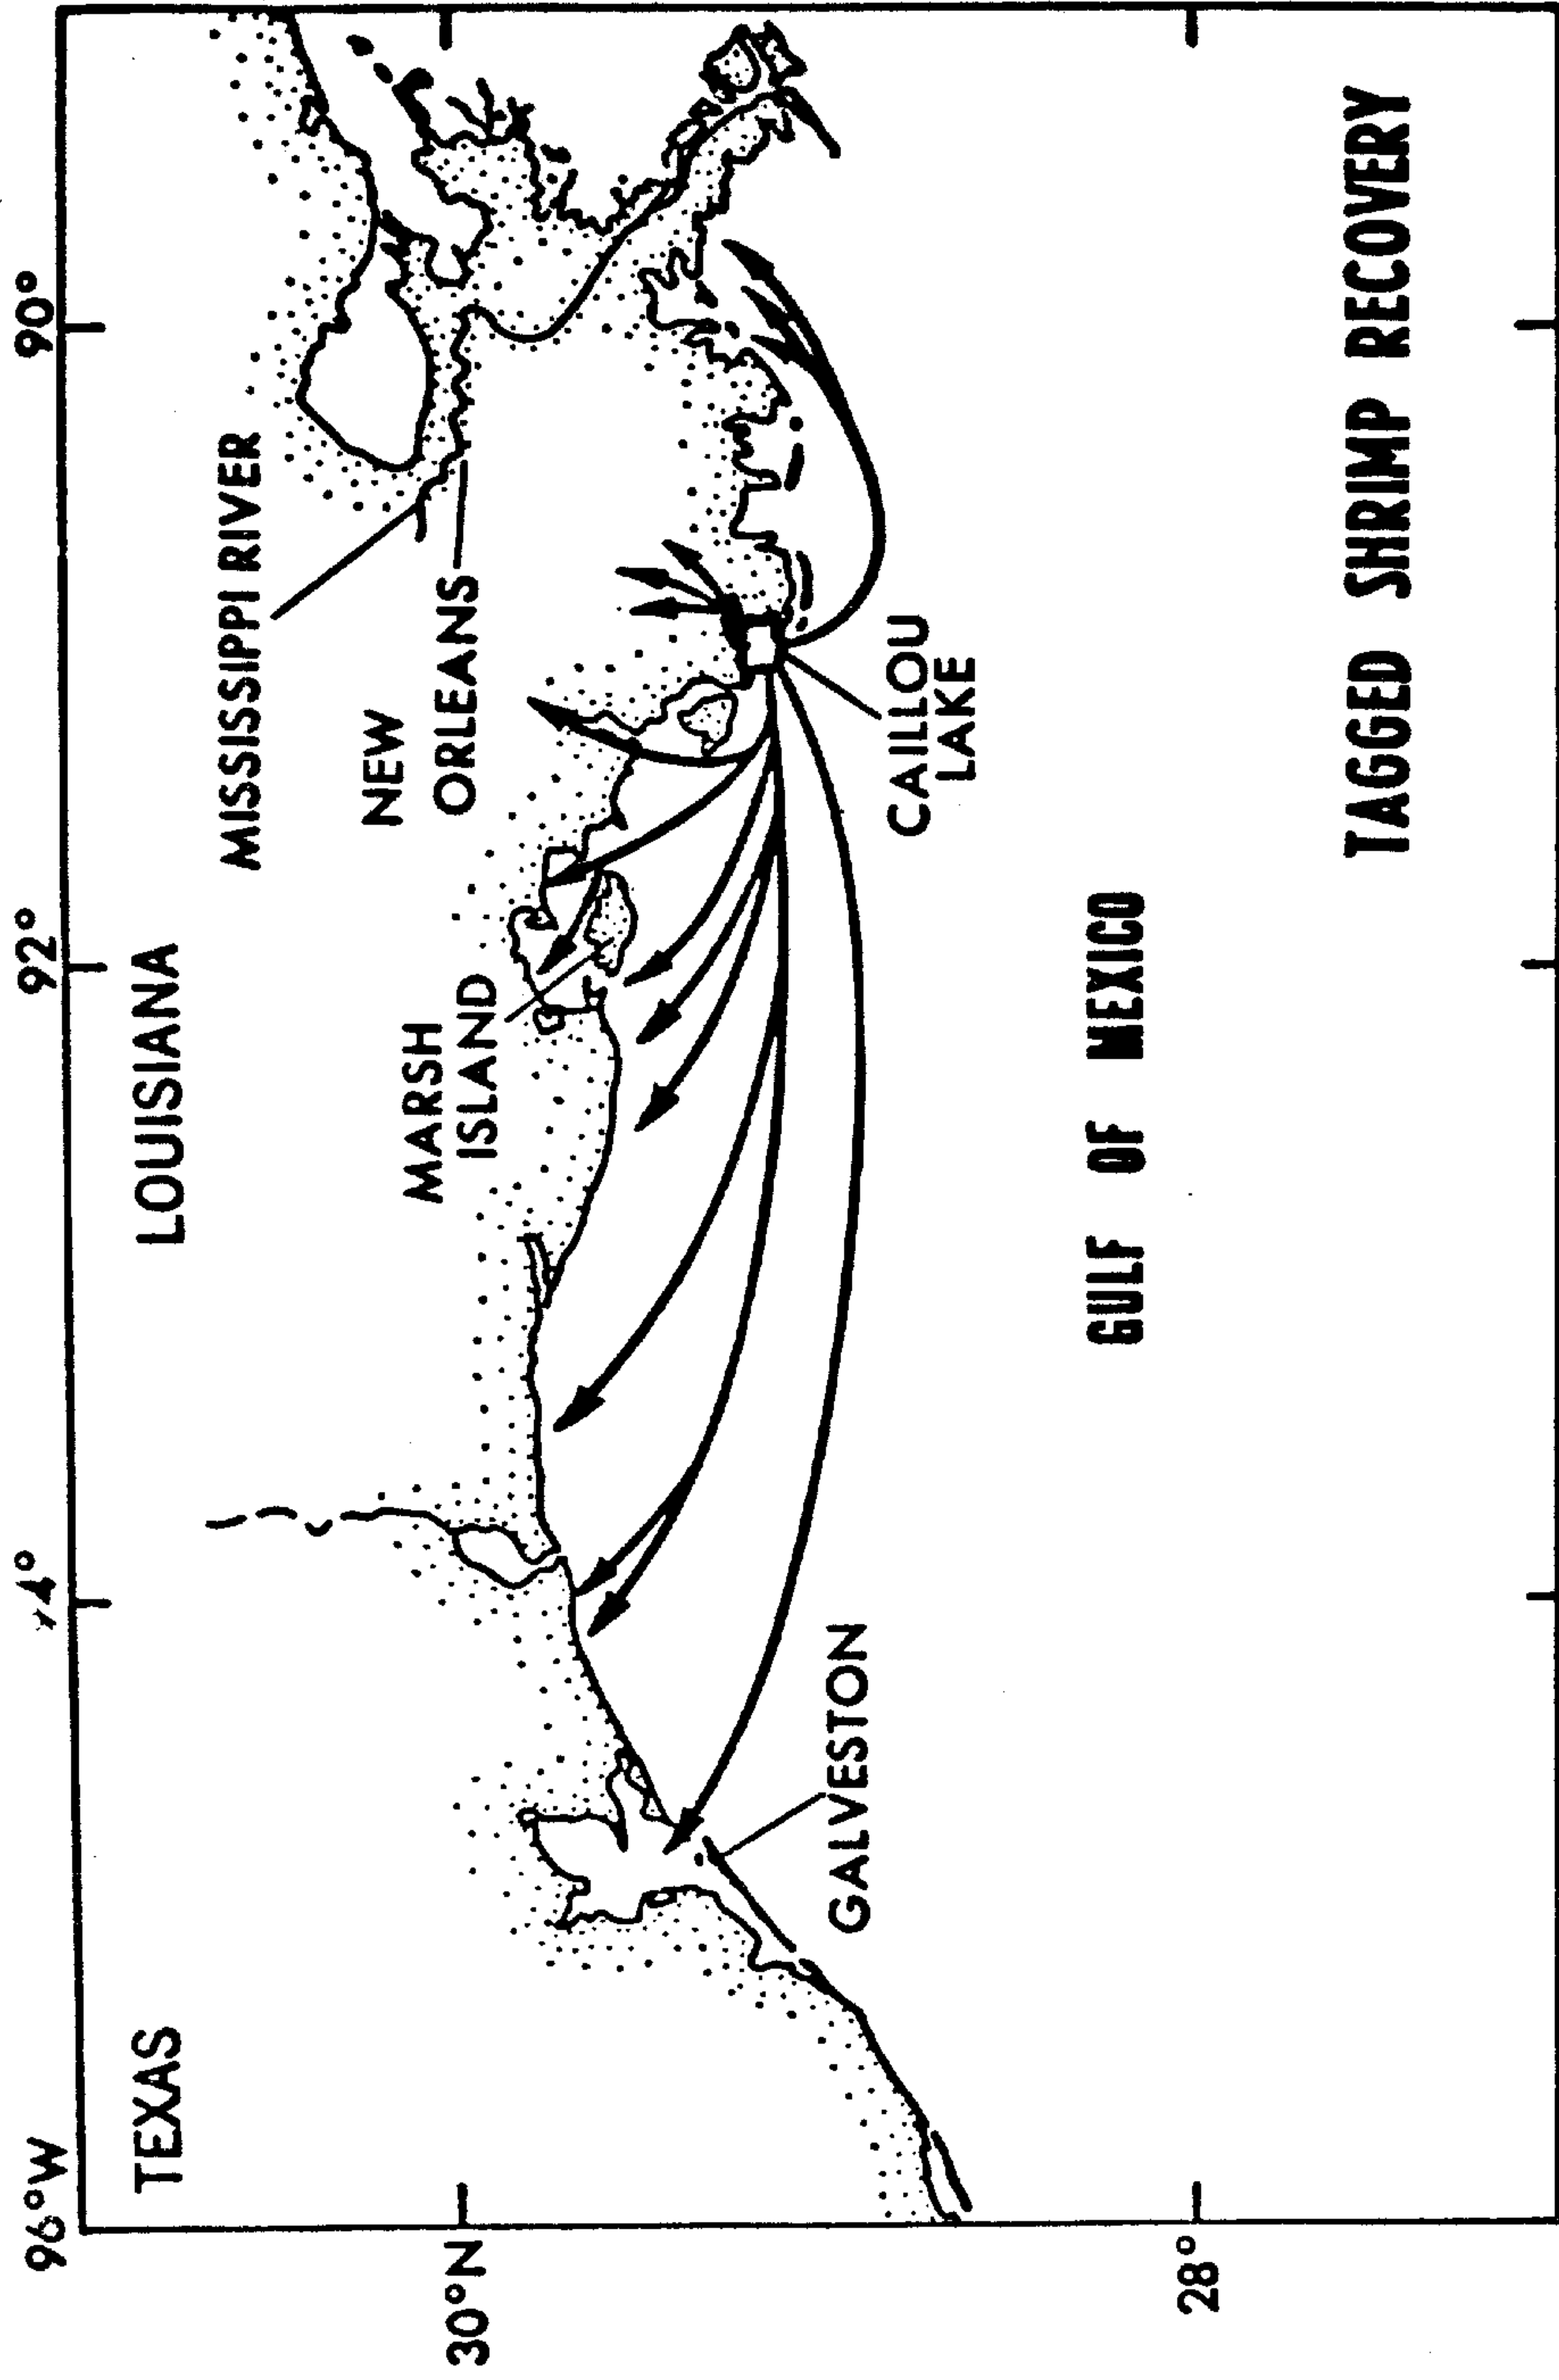 96°W
92°
90°
TEXAS
LOUISIANA
MISSISSIPPI RIVER
NEW
ORLEANS
MARSH
ISLAND
30°N
GALVESTON
CAILLOU
LAKE
GULF OF MEXICO
28°
TAGGED SHRIMP RECOVERY